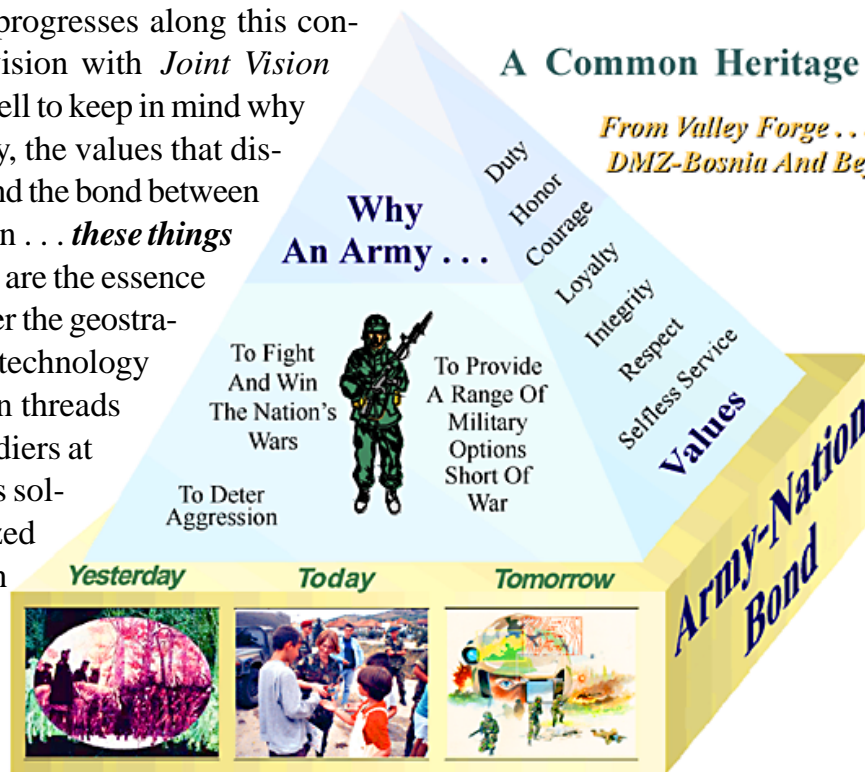 progresses along this con-
vision with Joint Vision
ell to keep in mind why
y, the values that dis-
nd the bond between
n . . . these things
are the essence
er the geostra-
technology
n threads
diers at
s sol-
zed
n
A Common Heritage
From Valley Forge . . .
DMZ-Bosnia And Be
Why
An Army . . .
To Fight
And Win
The Nation's
Wars
To Deter
Aggression
To Provide
A Range Of
Military
Options
Short Of
War
Duty
Honor
Courage
Loyalty
Integrity
Respect
Selfless Service
Values
Army-Nation
Bond
Yesterday
Today
Tomorrow